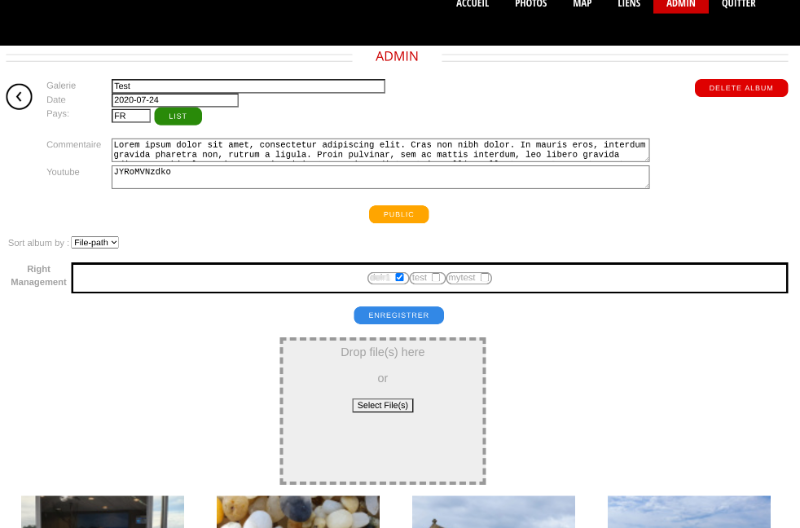 ACCUEIL PHOTOS MAP LIENS ADMIN QUITTER
ADMIN
Galerie Test DELETE ALBUM
Date 2020-07-24
Pays: FR LIST
Commentaire Lorem ipsum dolor sit amet, consectetur adipiscing elit. Cras non nibh dolor. In mauris eros, interdum
gravida pharetra non, rutrum a ligula. Proin pulvinar, sem ac mattis interdum, leo libero gravida
Youtube JYRoMVNzdko
PUBLIC
Sort album by : File-path
Right
Management
test mytest
ENREGISTRER
Drop file(s) here
or
Select File(s)